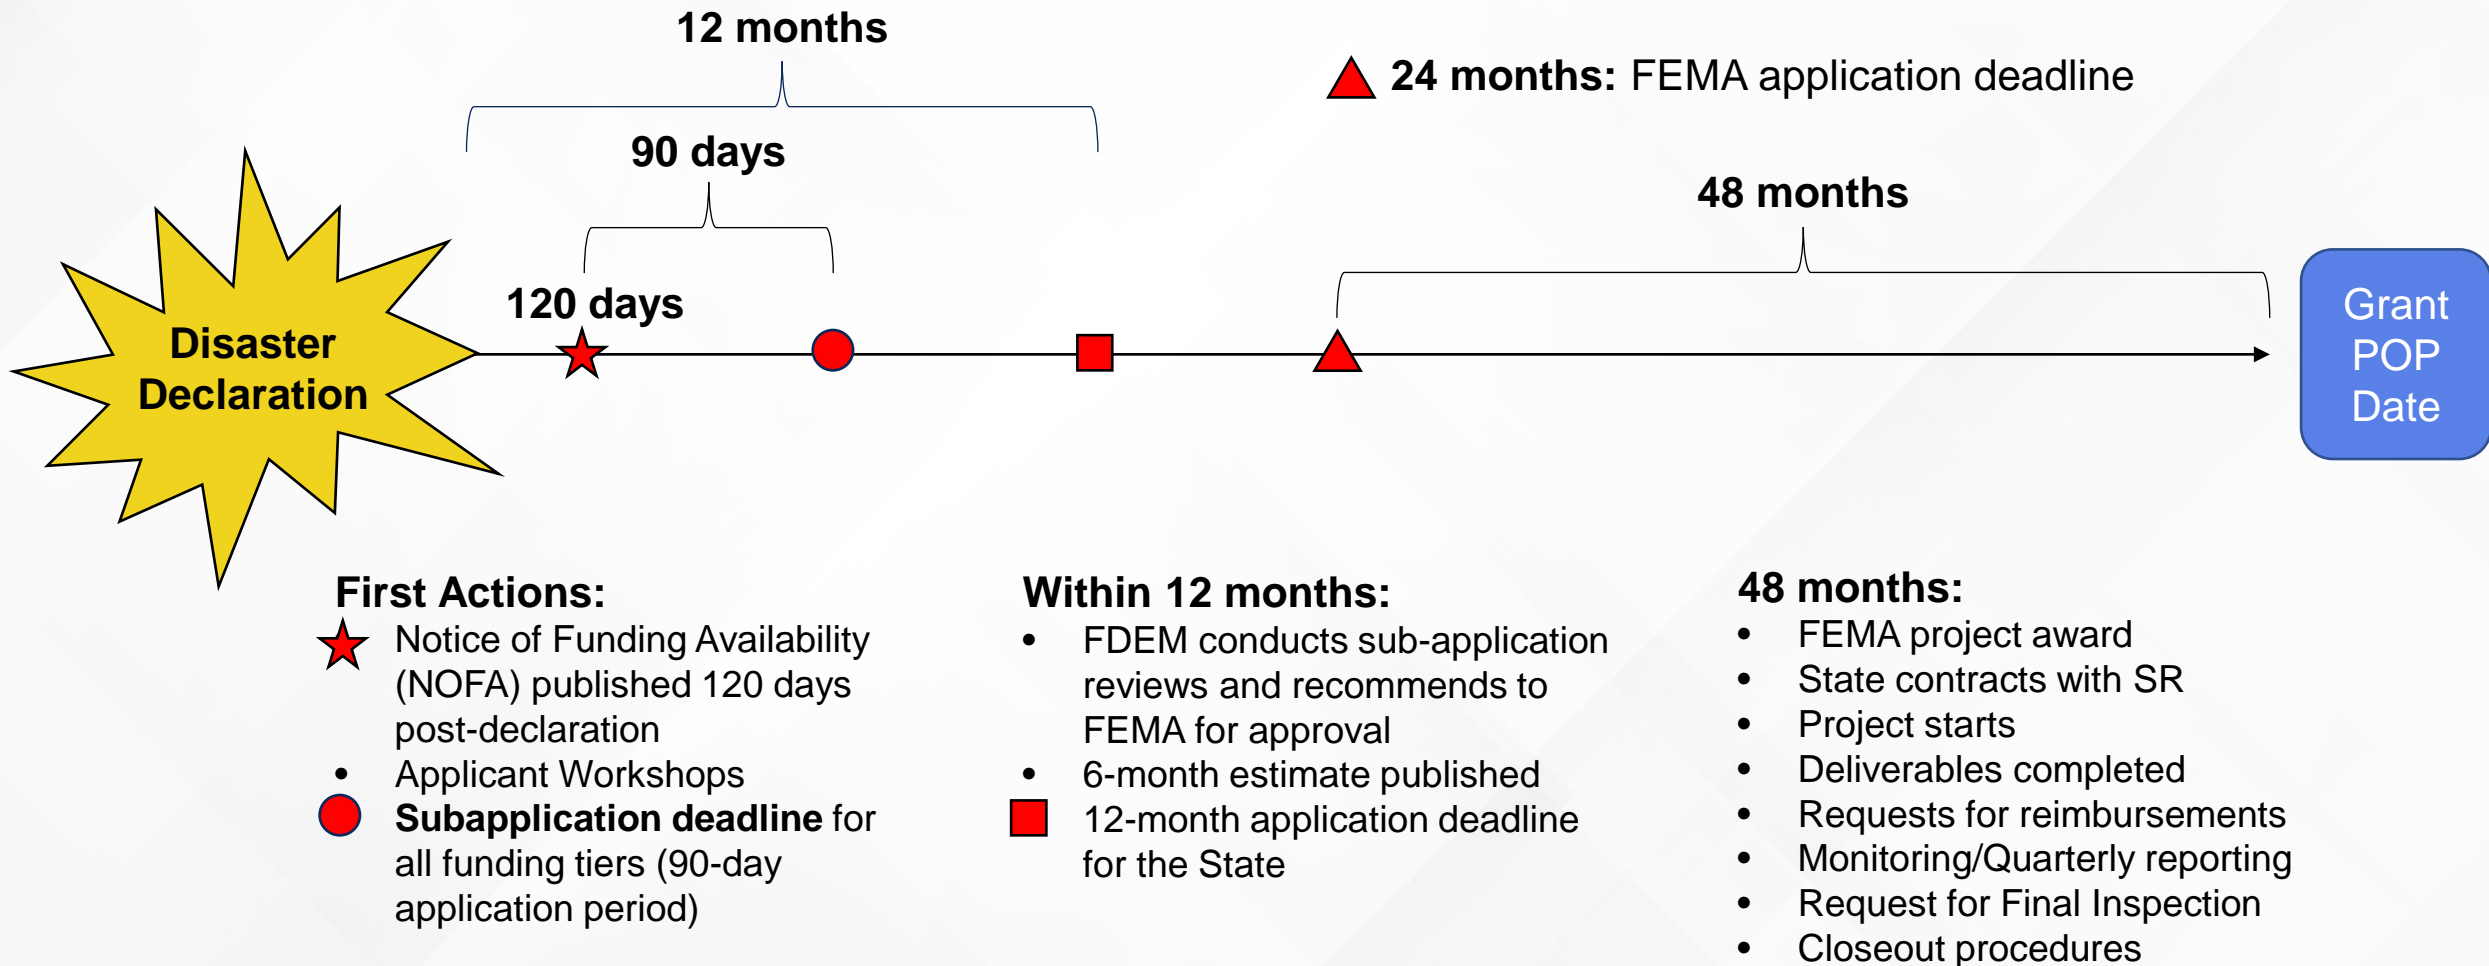 12 months
24 months: FEMA application deadline
90 days
48 months
120 days
Disaster
Declaration
Grant
POP
Date
First Actions:
Notice of Funding Availability
(NOFA) published 120 days
post-declaration
• Applicant Workshops
Subapplication deadline for
all funding tiers (90-day
application period)
Within 12 months:
• FDEM conducts sub-application
reviews and recommends to
FEMA for approval
• 6-month estimate published
12-month application deadline
for the State
48 months:
• FEMA project award
• State contracts with SR
• Project starts
• Deliverables completed
• Requests for reimbursements
• Monitoring/Quarterly reporting
• Request for Final Inspection
• Closeout procedures